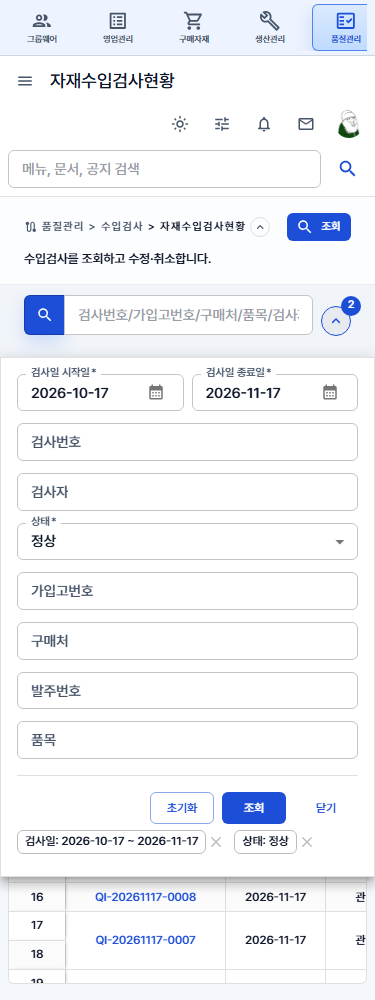 그룹웨어 영업관리 구매자재 생산관리 품질관리
자재수입검사현황
메뉴, 문서, 공지 검색
품질관리 > 수입검사 > 자재수입검사현황 조회
수입검사를 조회하고 수정·취소합니다.
검사번호/가입고번호/구매처/품목/검사 2
검사일 시작일* 검사일 종료일*
2026-10-17 2026-11-17
검사번호
검사자
상태*
정상
가입고번호
구매처
발주번호
품목
초기화 조회 닫기
검사일: 2026-10-17 ~ 2026-11-17 상태: 정상
16 QI-20261117-0008 2026-11-17 관
17
QI-20261117-0007 2026-11-17 관
18
19